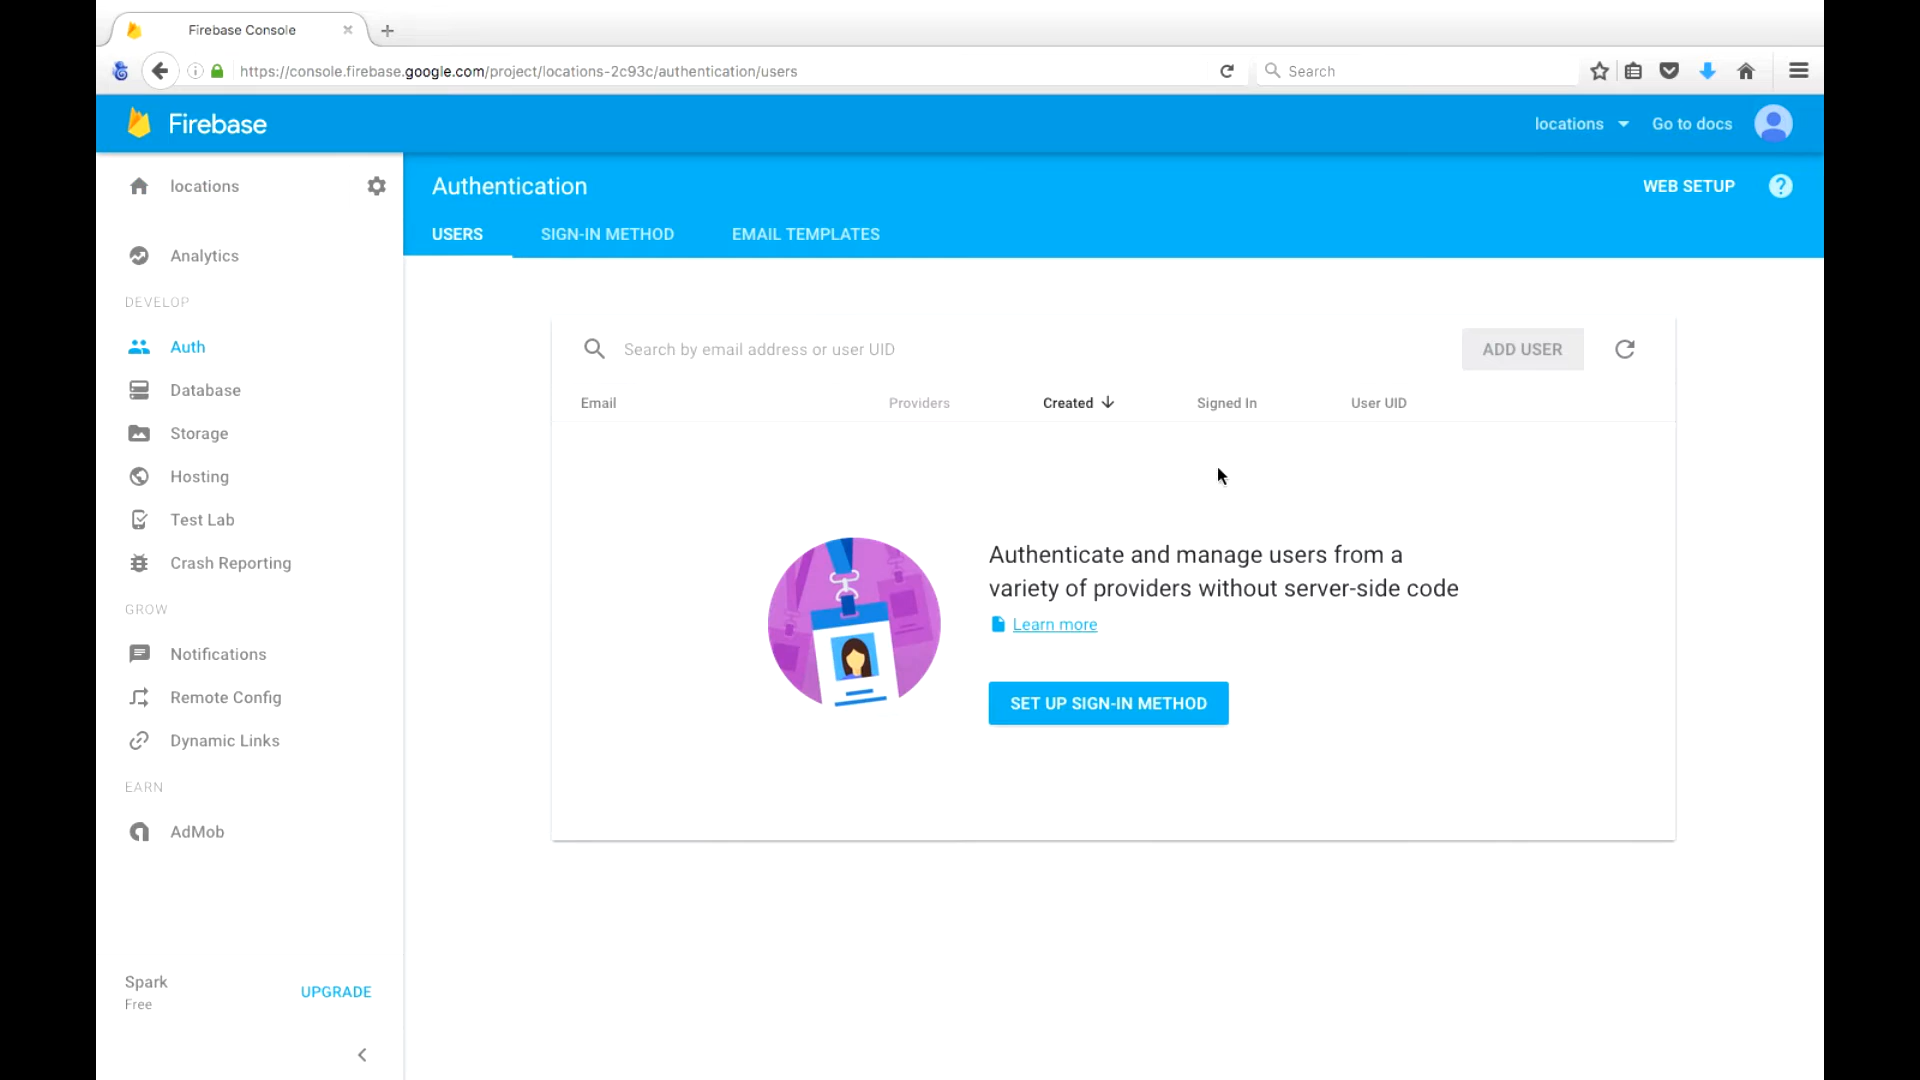 Firebase Console
https://console.firebase.google.com/project/locations-2c93c/authentication/users
Search
Firebase
locations
Go to docs
locations
Authentication
WEB SETUP
?
USERS
SIGN-IN METHOD
EMAIL TEMPLATES
Analytics
DEVELOP
Auth
Database
Storage
Hosting
Test Lab
Crash Reporting
GROW
Notifications
Remote Config
Dynamic Links
EARN
AdMob
Spark
Free
UPGRADE
Search by email address or user UID
ADD USER
Email
Providers
Created
Signed In
User UID
Authenticate and manage users from a
variety of providers without server-side code
Learn more
SET UP SIGN-IN METHOD